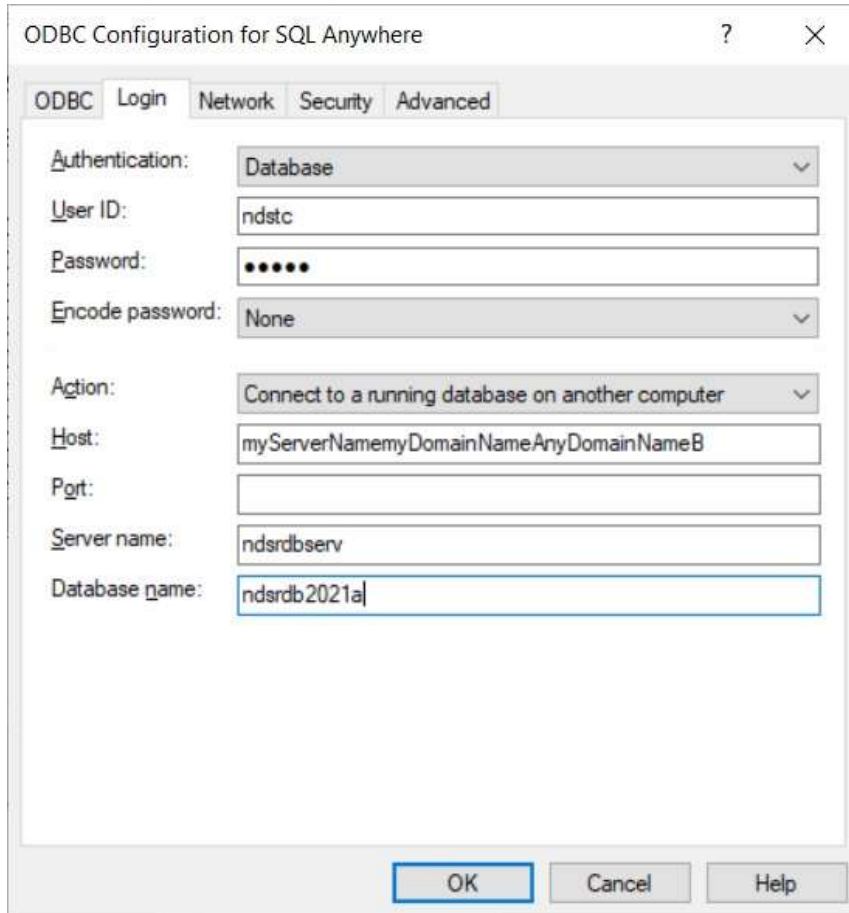 ODBC Configuration for SQL Anywhere ?
ODBC Login Network Security Advanced
Authentication: Database
User ID: ndstc
Password: •••••
Encode password: None
Action: Connect to a running database on another computer
Host: myServerNamemyDomainNameAnyDomainNameB
Port:
Server name: ndsrdbserv
Database name: ndsrdb2021a
OK Cancel Help